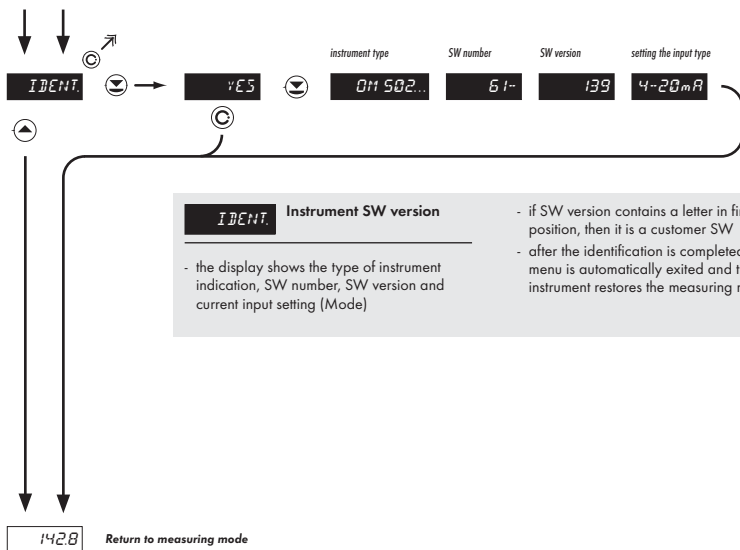 instrument type SW number SW version setting the input type
IDENT. YES OM 502... 61- 139 4-20mA
IDENT. Instrument SW version
- the display shows the type of instrument
indication, SW number, SW version and
current input setting (Mode)
- if SW version contains a letter in
position, then it is a customer SW
- after the identification is completed
menu is automatically exited and
instrument restores the measuring
142.8 Return to measuring mode